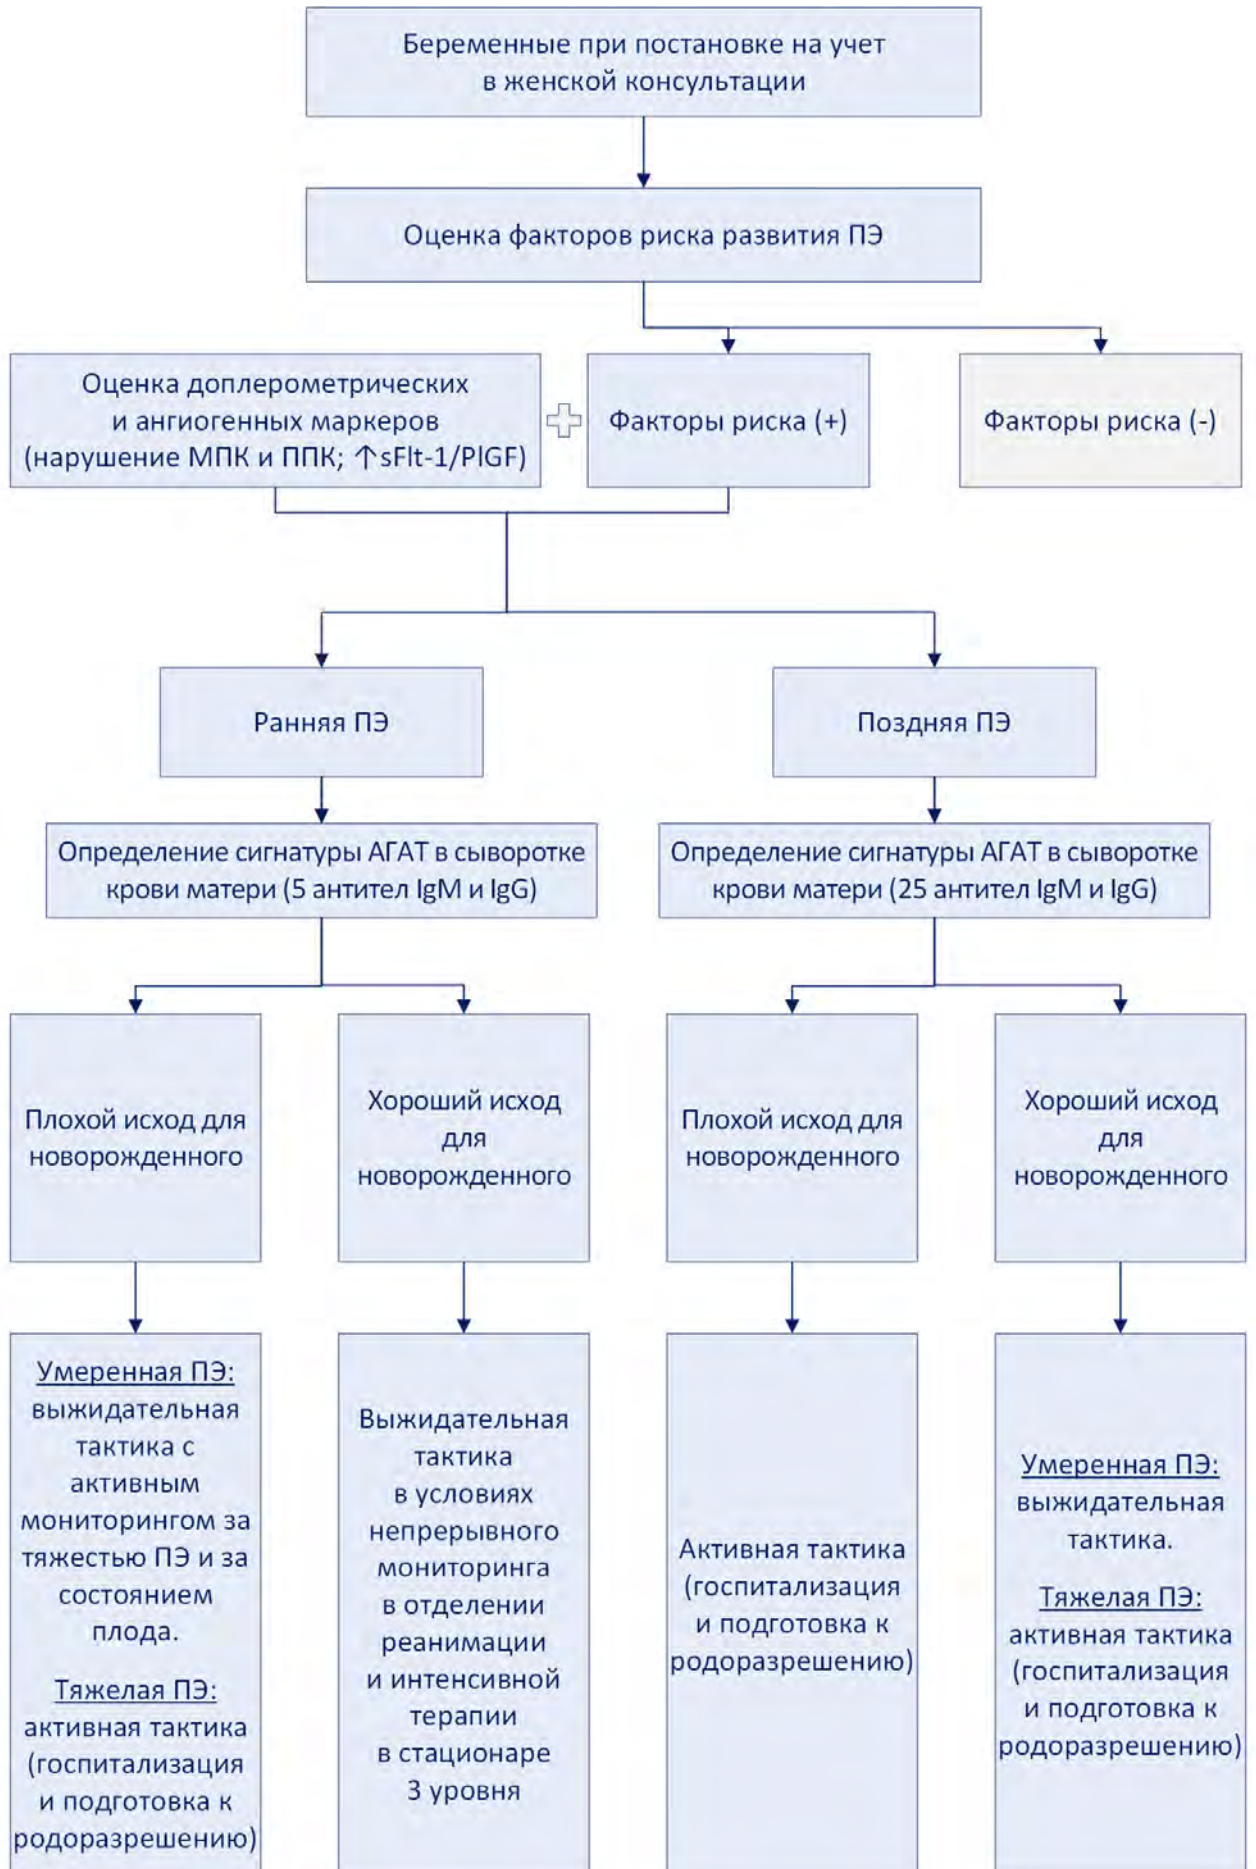 Беременные при постановке на учет
в женской консультации
Оценка факторов риска развития ПЭ
Оценка доплерометрических
и ангиогенных маркеров
(нарушение МПК и ППК; ↑sFlt-1/PlGF)
Факторы риска (+)
Факторы риска (-)
Ранняя ПЭ
Поздняя ПЭ
Определение сигнатуры АГАТ в сыворотке
крови матери (5 антител IgM и IgG)
Определение сигнатуры АГАТ в сыворотке
крови матери (25 антител IgM и IgG)
Плохой исход для
новорожденного
Хороший исход
для
новорожденного
Плохой исход для
новорожденного
Хороший исход
для
новорожденного
Умеренная ПЭ:
выжидательная
тактика с
активным
мониторингом за
тяжестью ПЭ и за
состоянием
плода.
Тяжелая ПЭ:
активная тактика
(госпитализация
и подготовка к
родоразрешению)
Выжидательная
тактика
в условиях
непрерывного
мониторинга
в отделении
реанимации
и интенсивной
терапии
в стационаре
3 уровня
Активная тактика
(госпитализация
и подготовка к
родоразрешению)
Умеренная ПЭ:
выжидательная
тактика.
Тяжелая ПЭ:
активная тактика
(госпитализация
и подготовка к
родоразрешению)